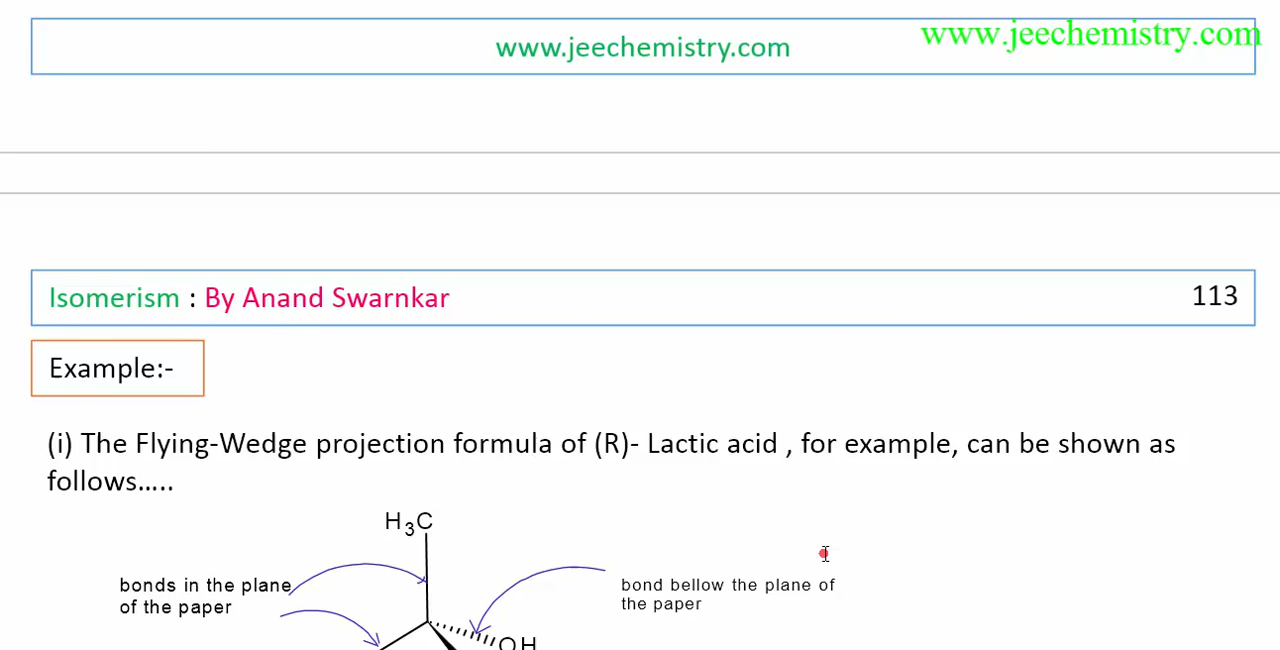 www.jeechemistry.com
www.jeechemistry.com
Isomerism : By Anand Swarnkar 113
Example:-
(i) The Flying-Wedge projection formula of (R)- Lactic acid , for example, can be shown as
follows…..
H3C
bonds in the plane
of the paper
bond bellow the plane of
the paper
OH